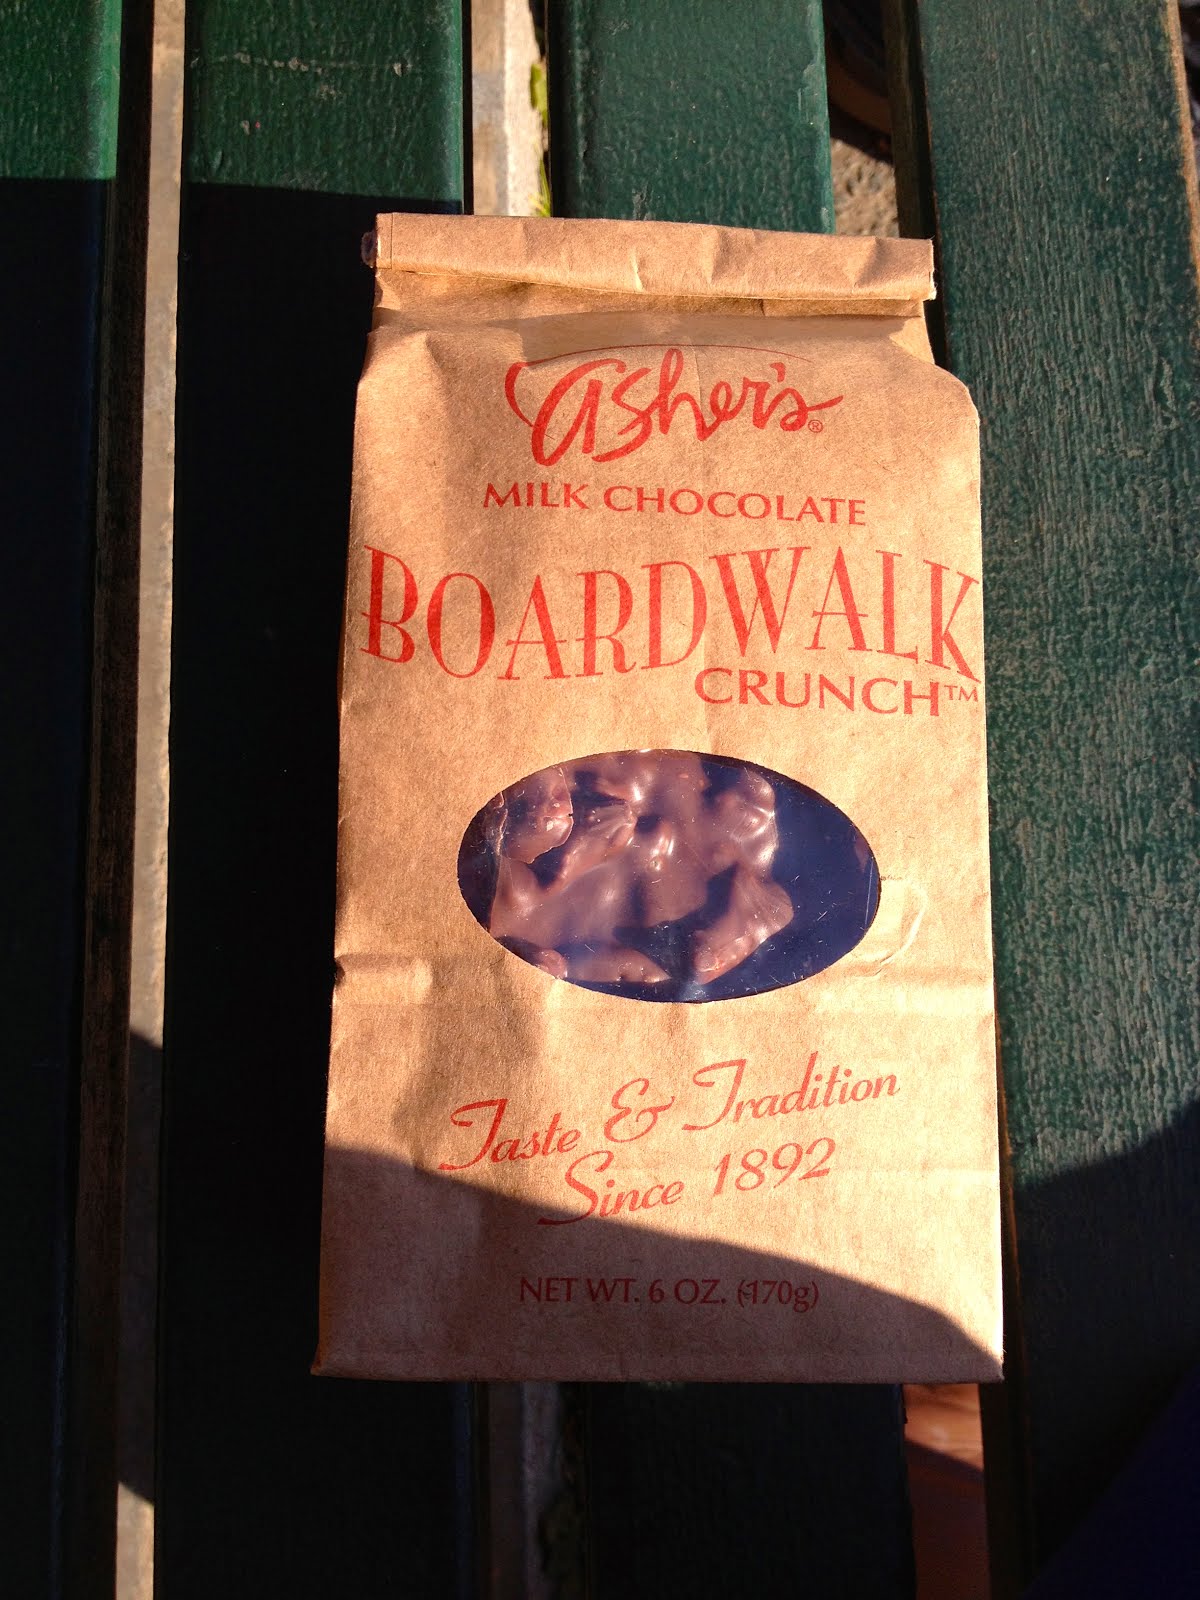 asher's®
MILK CHOCOLATE
BOARDWALK
CRUNCH™
Taste & Tradition
Since 1892
NET WT. 6 OZ. (170g)